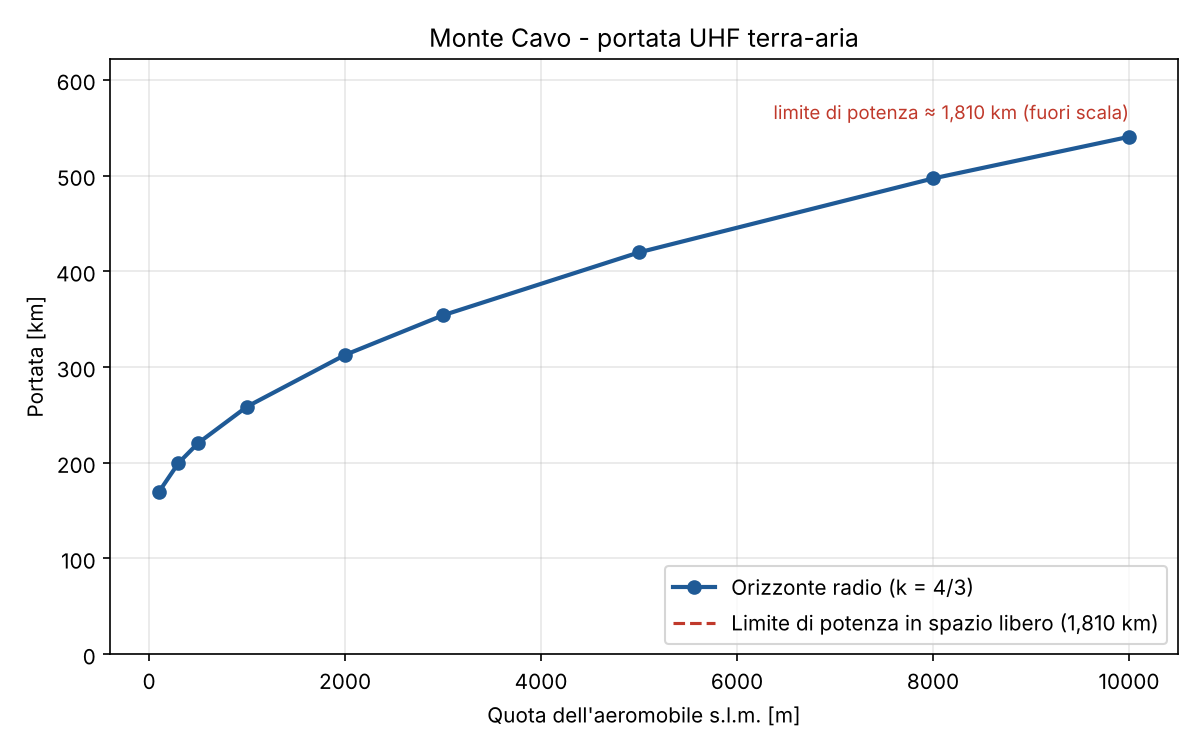 Monte Cavo - portata UHF terra-aria
600
500
400
300
200
100
0
Portata [km]
limite di potenza ≈ 1,810 km (fuori scala)
Orizzonte radio (k = 4/3)
Limite di potenza in spazio libero (1,810 km)
0 2000 4000 6000 8000 10000
Quota dell'aeromobile s.l.m. [m]